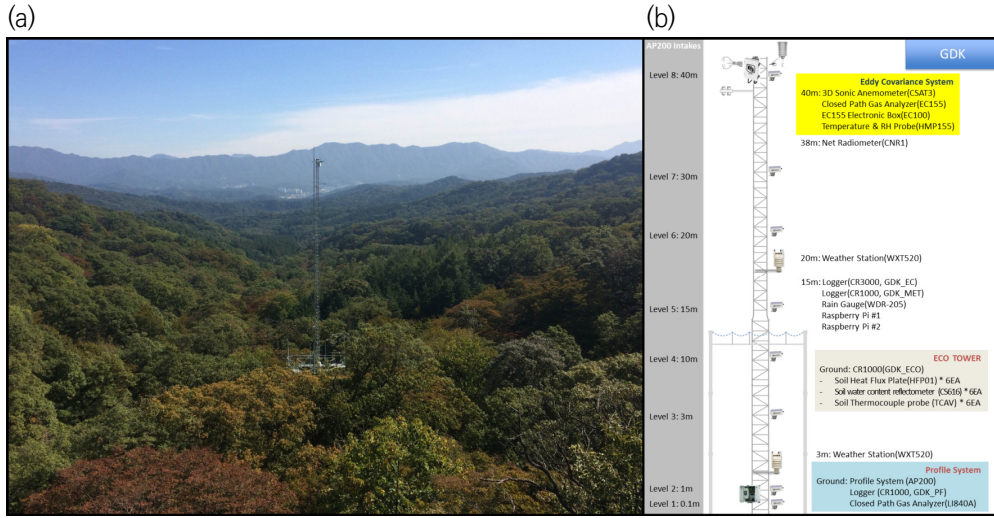 (a)
(b)
AP200 Intakes
GDK
Level 8: 40m
Level 7: 30m
Level 6: 20m
Level 5: 15m
Level 4: 10m
Level 3: 3m
Level 2: 1m
Level 1: 0.1m
Eddy Covariance System
40m: 3D Sonic Anemometer(CSAT3)
Closed Path Gas Analyzer(EC155)
EC155 Electronic Box(EC100)
Temperature & RH Probe(HMP155)
38m: Net Radiometer(CNR1)
20m: Weather Station(WXT520)
15m: Logger(CR3000, GDK_EC)
Logger(CR1000, GDK_MET)
Rain Gauge(WDR-205)
Raspberry Pi #1
Raspberry Pi #2
ECO TOWER
Ground: CR1000(GDK_ECO)
- Soil Heat Flux Plate(HFP01) * 6EA
- Soil water content reflectometer (CS616) * 6EA
- Soil Thermocouple probe (TCAV) * 6EA
3m: Weather Station(WXT520)
Profile System
Ground: Profile System (AP200)
Logger (CR1000, GDK_PF)
Closed Path Gas Analyzer(LI840A)